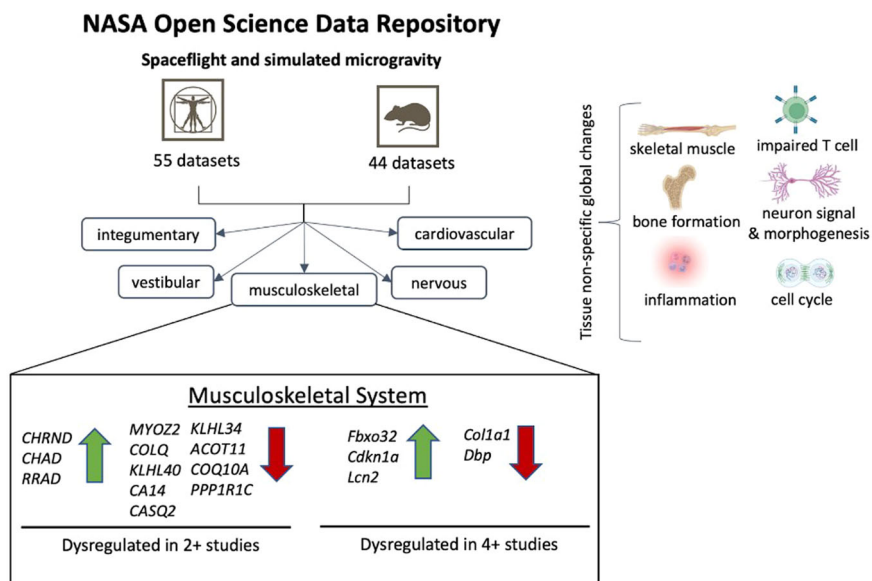 NASA Open Science Data Repository
Spaceflight and simulated microgravity
55 datasets
44 datasets
integumentary
cardiovascular
vestibular
musculoskeletal
nervous
Tissue non-specific global changes
skeletal muscle
impaired T cell
bone formation
neuron signal
& morphogenesis
inflammation
cell cycle
Musculoskeletal System
CHRND
CHAD
RRAD
MYOZ2
COLQ
KLHL40
CA14
CASQ2
KLHL34
ACOT11
COQ10A
PPP1R1C
Dysregulated in 2+ studies
Fbxo32
Cdkn1a
Lcn2
Col1a1
Dbp
Dysregulated in 4+ studies